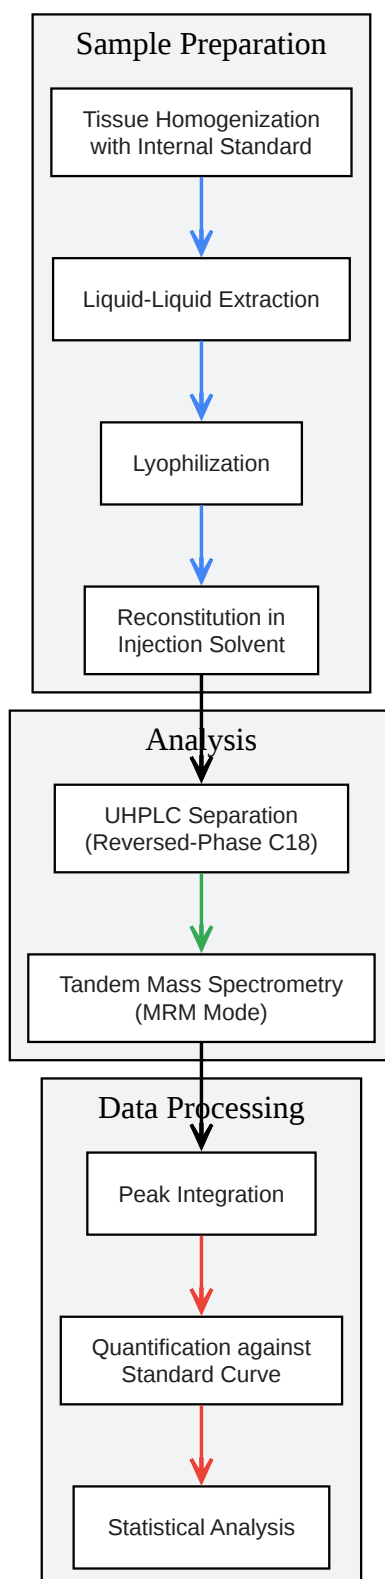 Sample Preparation
Tissue Homogenization
with Internal Standard
Liquid-Liquid Extraction
Lyophilization
Reconstitution in
Injection Solvent
Analysis
UHPLC Separation
(Reversed-Phase C18)
Tandem Mass Spectrometry
(MRM Mode)
Data Processing
Peak Integration
Quantification against
Standard Curve
Statistical Analysis